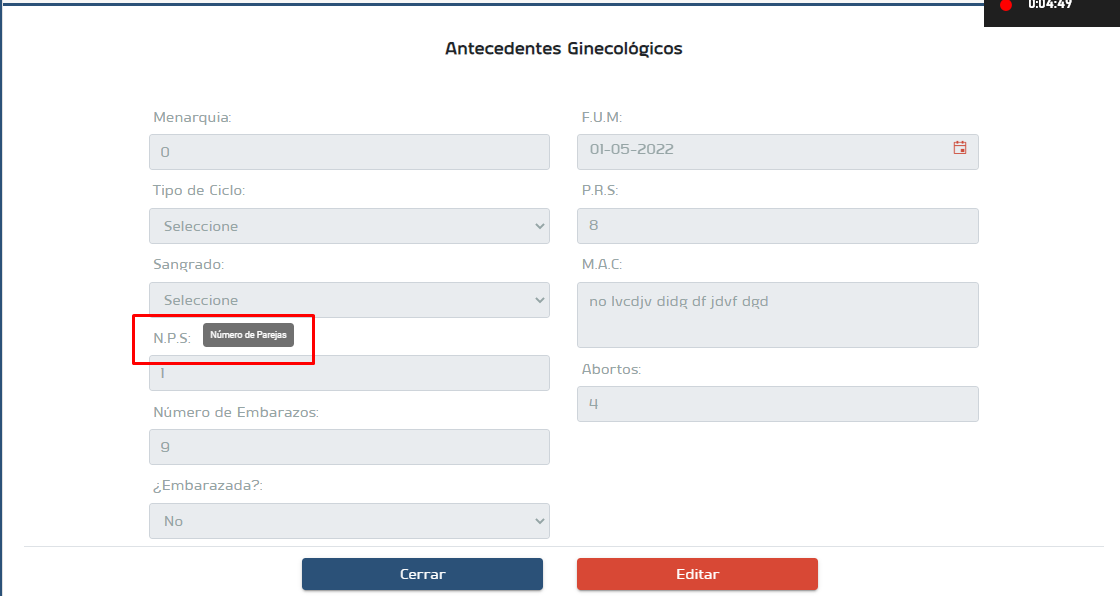 0:04:49
Antecedentes Ginecológicos
Menarquia:
0
F.U.M:
01-05-2022
Tipo de Ciclo:
Seleccione
P.R.S:
8
Sangrado:
Seleccione
M.A.C:
no lvcdjv didg df jdvf dgd
N.P.S: Número de Parejas
1
Abortos:
4
Número de Embarazos:
9
¿Embarazada?:
No
Cerrar
Editar